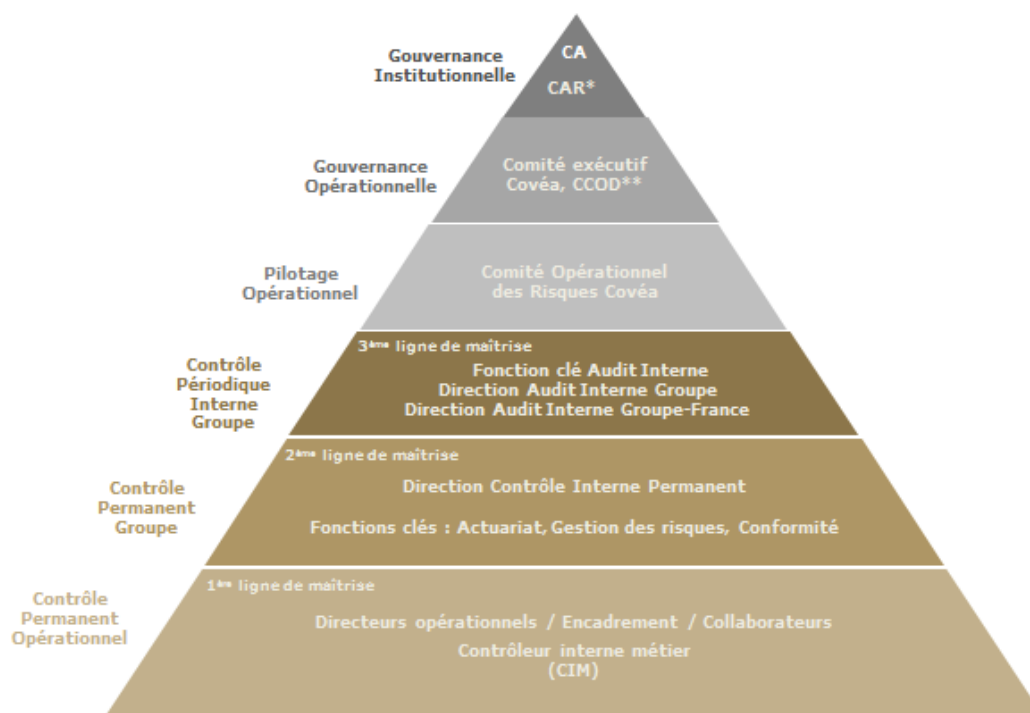 Gouvernance
Institutionnelle
CA
CAR*
Gouvernance
Opérationnelle
Comité exécutif
Covéa, CCOD**
Pilotage
Opérationnel
Comité Opérationnel
des Risques Covéa
Contrôle
Périodique
Interne
Groupe
3ème ligne de maîtrise
Fonction clé Audit Interne
Direction Audit Interne Groupe
Direction Audit Interne Groupe-France
Contrôle
Permanent
Groupe
2ème ligne de maîtrise
Direction Contrôle Interne Permanent
Fonctions clés : Actuariat, Gestion des risques, Conformité
Contrôle
Permanent
Opérationnel
1ère ligne de maîtrise
Directeurs opérationnels / Encadrement / Collaborateurs
Contrôleur interne métier
(CIM)